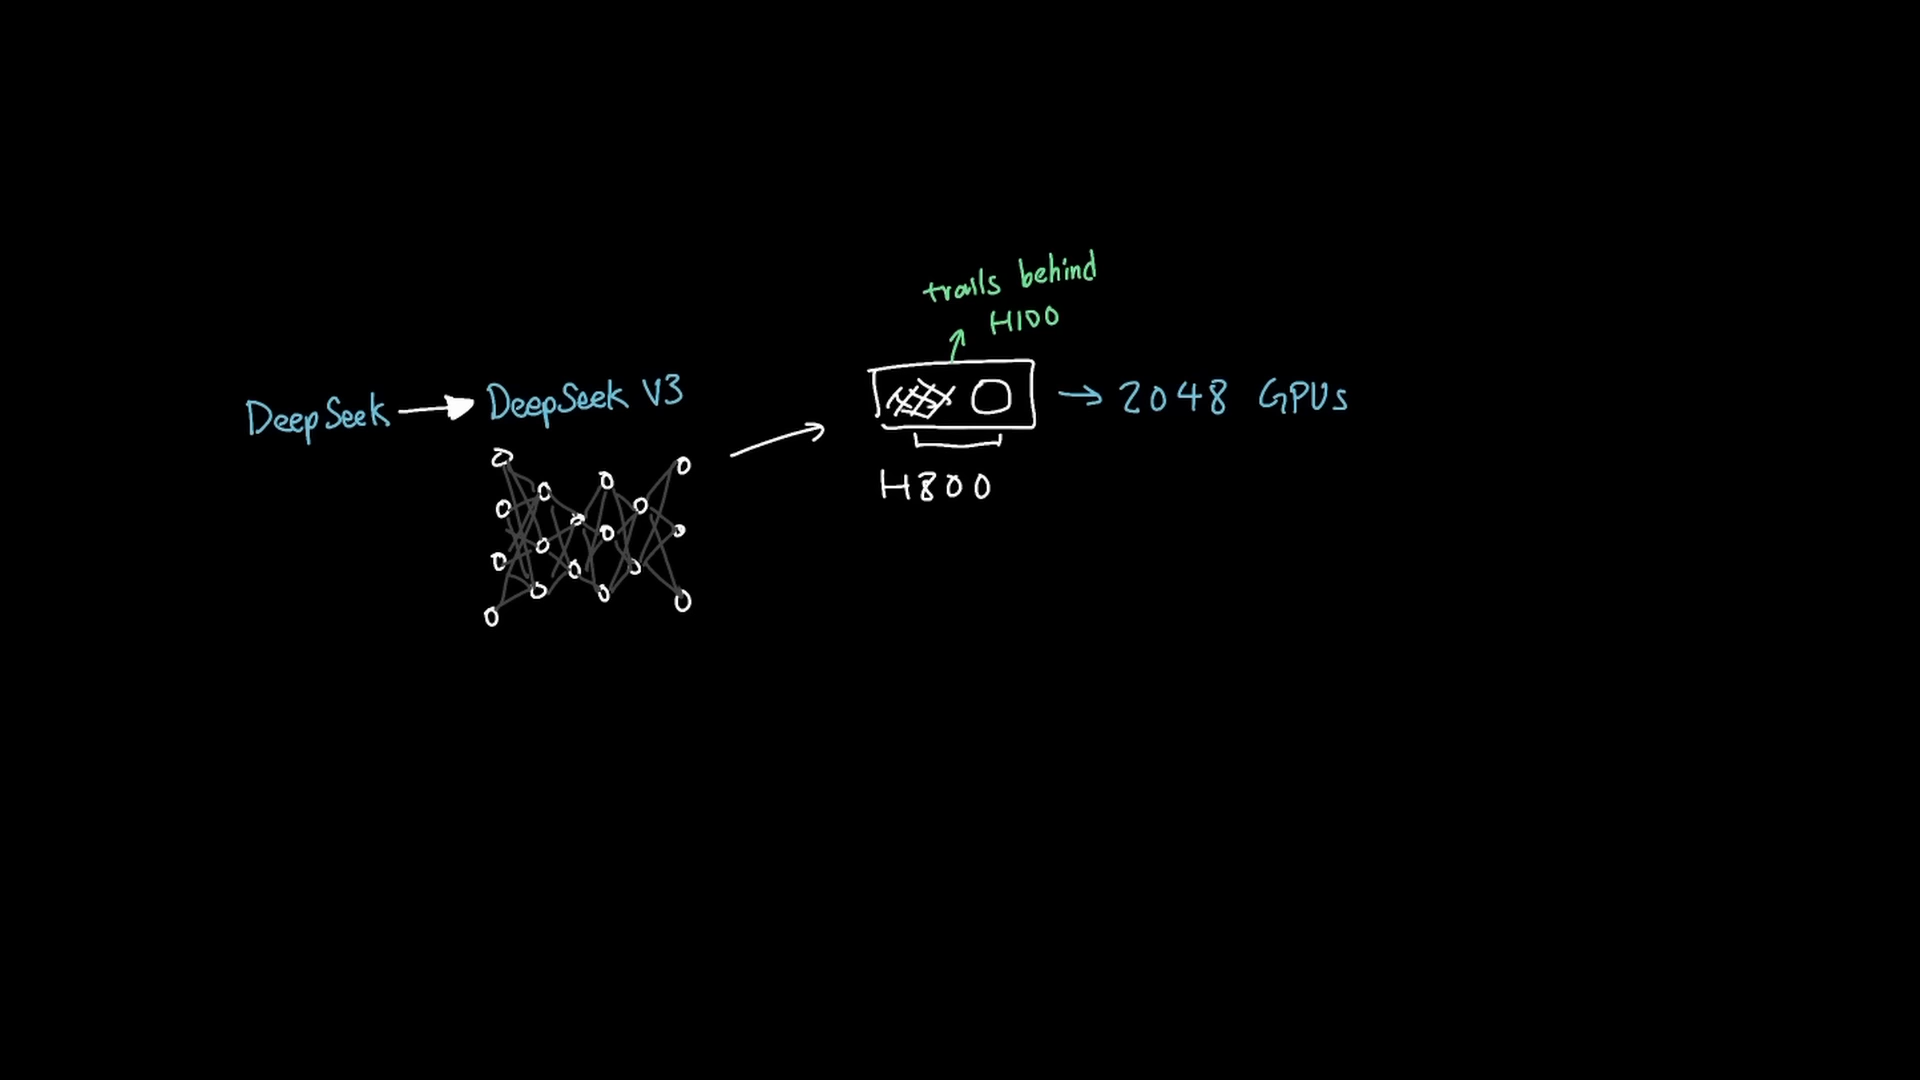 trails behind
H100
DeepSeek
DeepSeek V3
2048 GPUs
H800